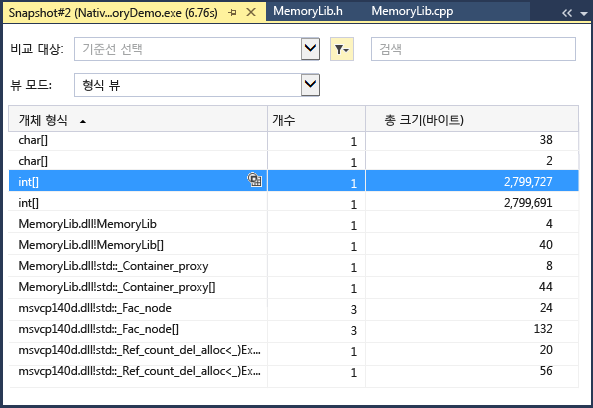 Snapshot#2 (Nativ...oryDemo.exe (6.76s) MemoryLib.h MemoryLib.cpp
비교 대상: 기준선 선택 검색
뷰 모드: 형식 뷰
개체 형식 개수 총 크기(바이트)
char[] 1 38
char[] 1 2
int[] 1 2,799,727
int[] 1 2,799,691
MemoryLib.dll!MemoryLib 1 4
MemoryLib.dll!MemoryLib[] 1 40
MemoryLib.dll!std::_Container_proxy 1 8
MemoryLib.dll!std::_Container_proxy[] 1 44
msvcp140d.dll!std::_Fac_node 3 24
msvcp140d.dll!std::_Fac_node[] 3 132
msvcp140d.dll!std::_Ref_count_del_alloc<_)Ex... 1 20
msvcp140d.dll!std::_Ref_count_del_alloc<_)Ex... 1 56